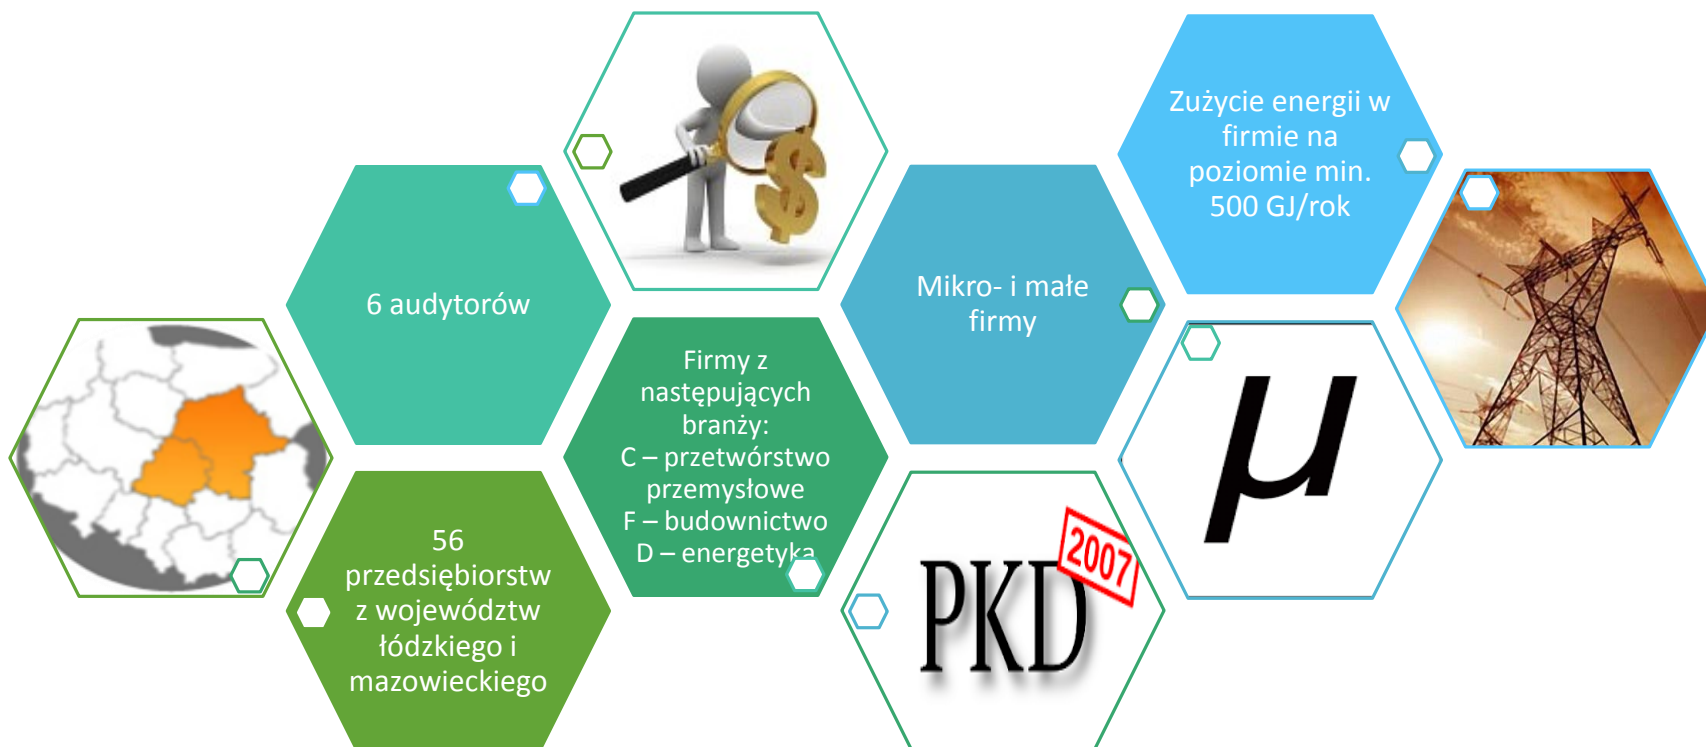 6 audytorów
56
przedsiębiorstw
z województw
łódzkiego i
mazowieckiego
Firmy z
następujących
branży:
C – przetwórstwo
przemysłowe
F – budownictwo
D – energetyka
Mikro- i małe
firmy
PKD
2007
Zużycie energii w
firmie na
poziomie min.
500 GJ/rok
μ